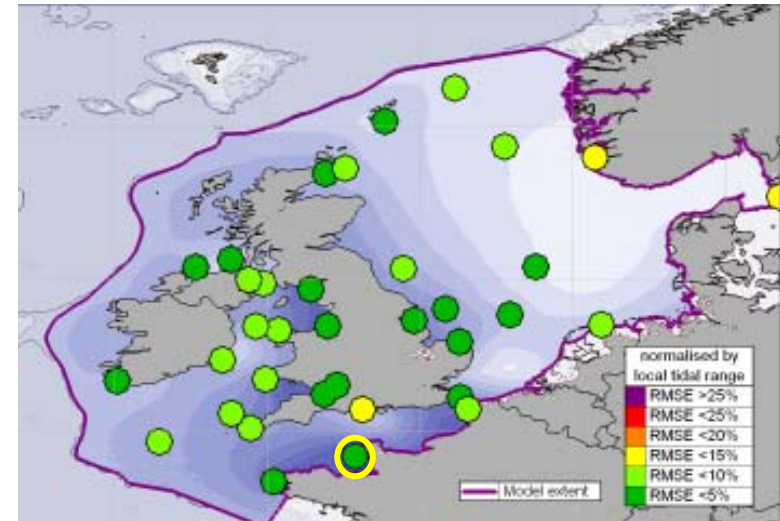 normalised by
local tidal range
RMSE >25%
RMSE <25%
RMSE <20%
RMSE <15%
RMSE <10%
RMSE <5%
Model extent